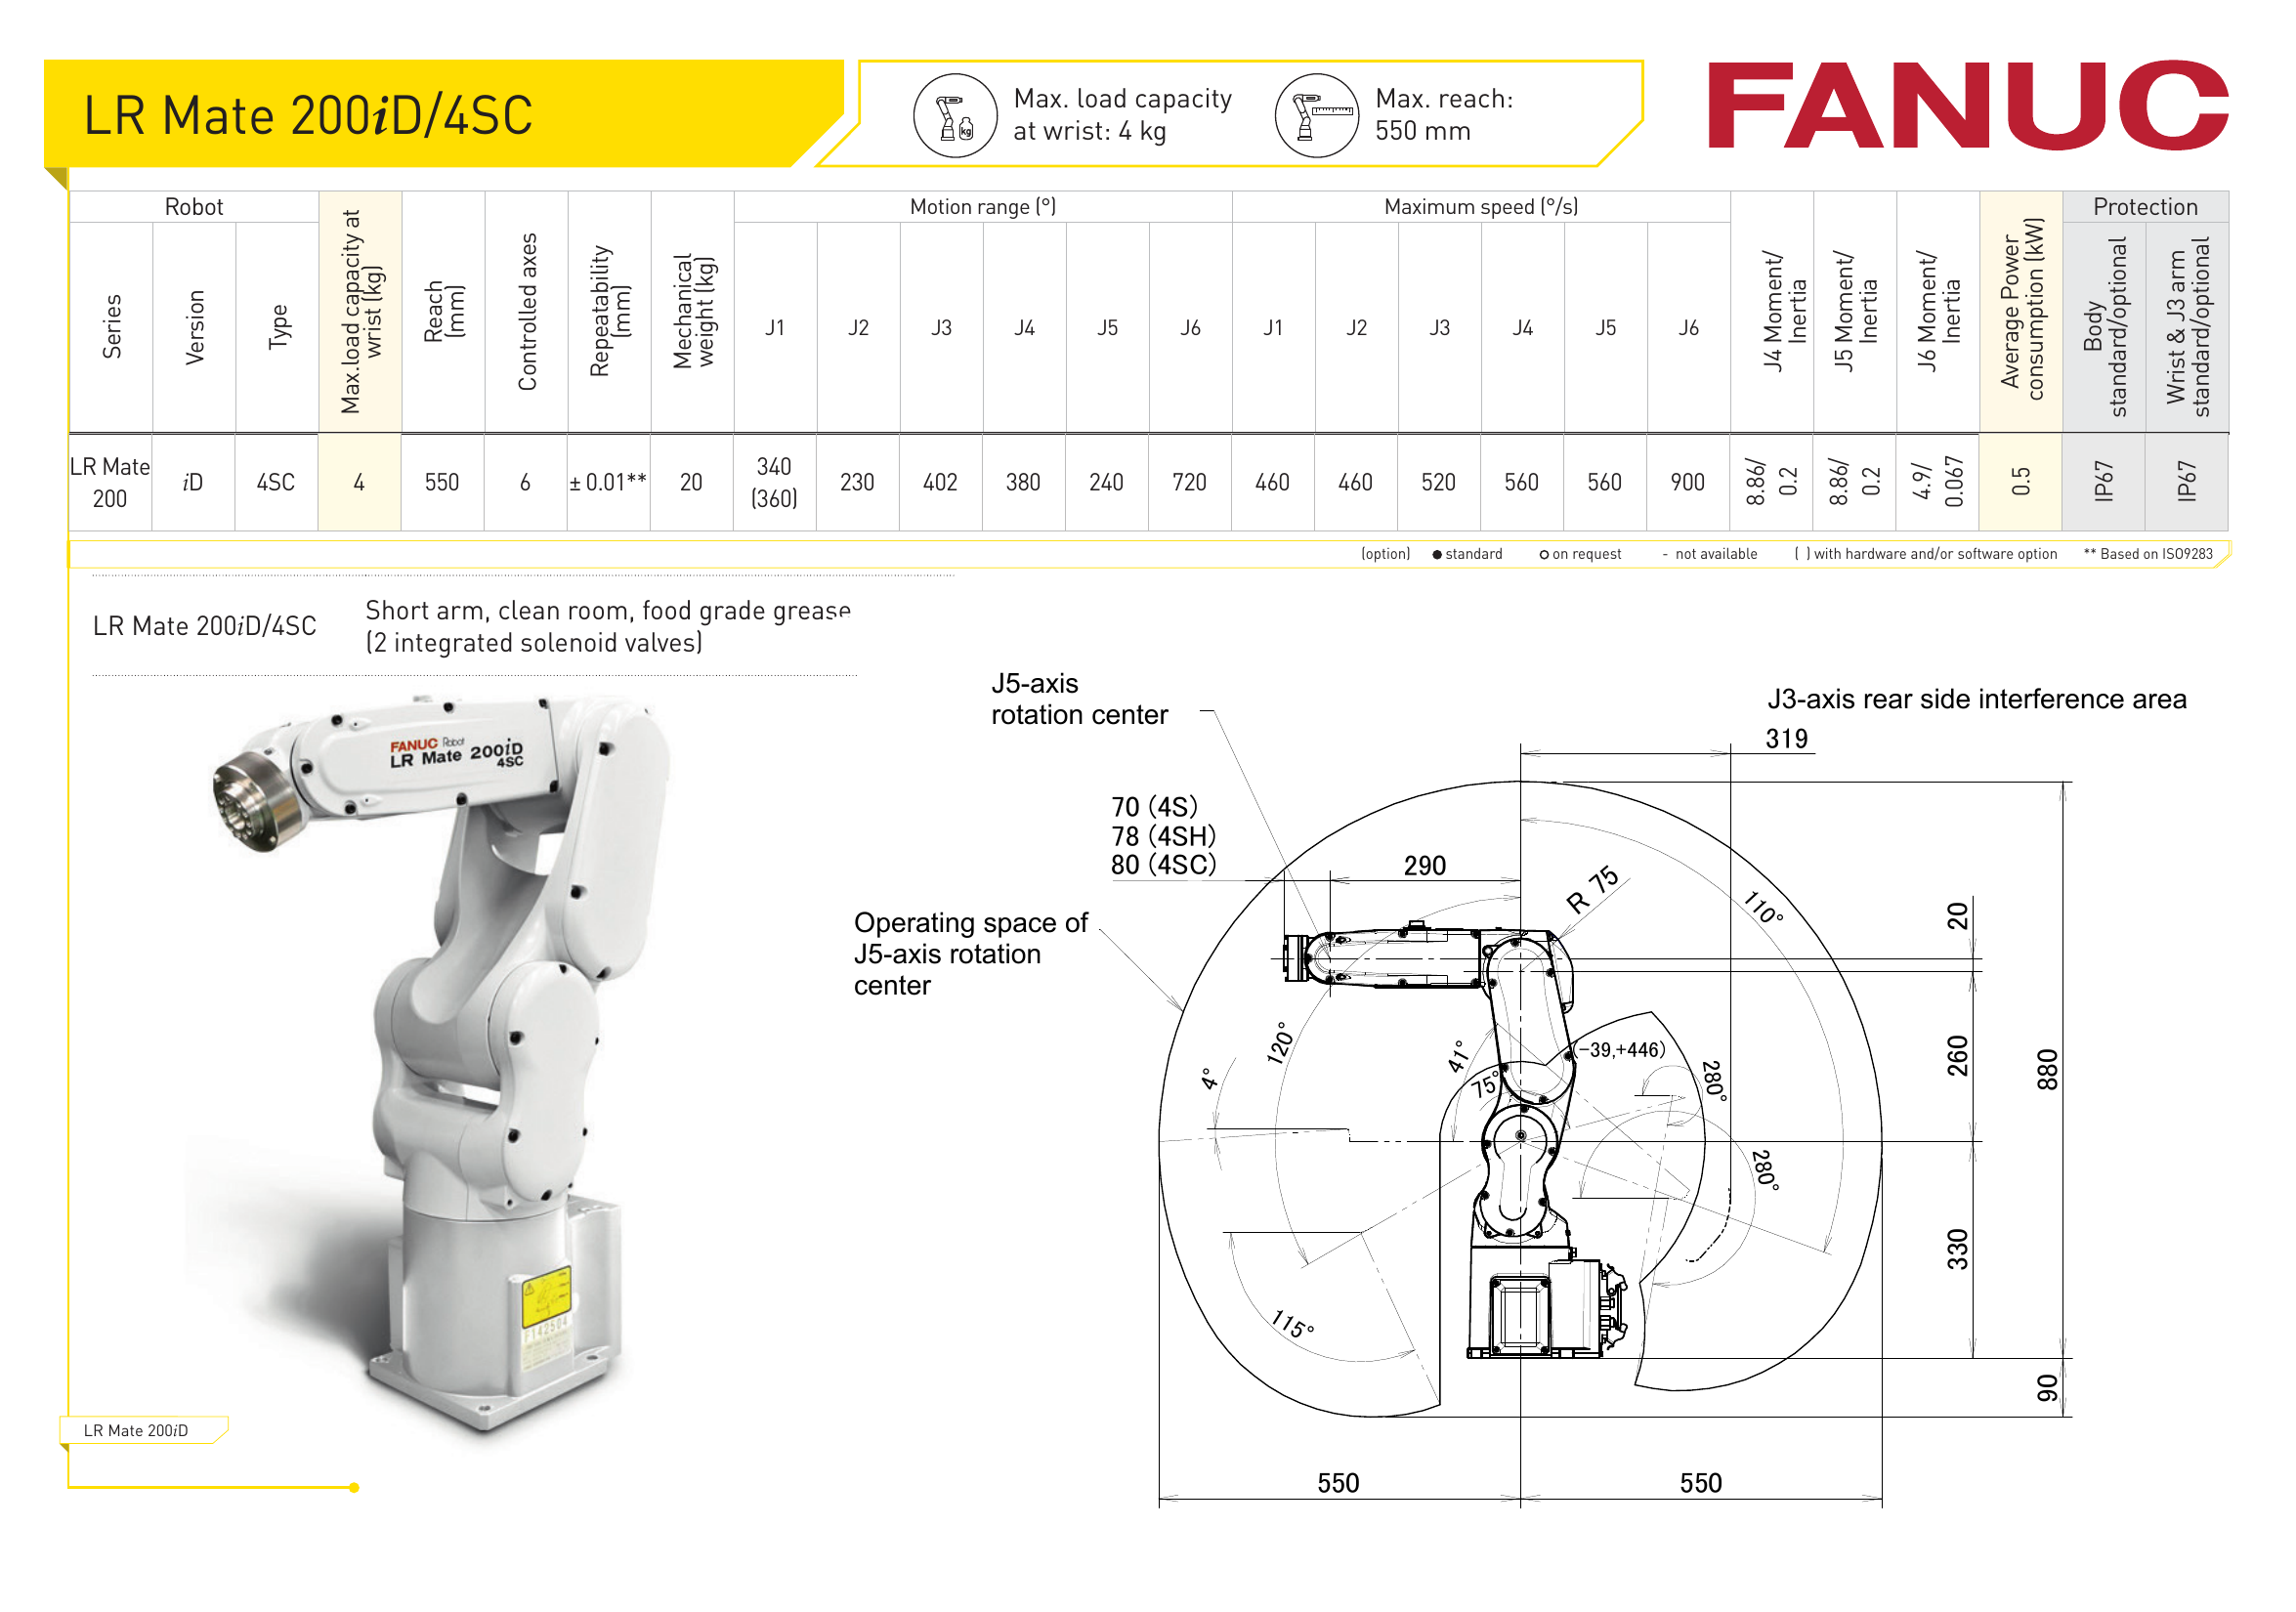 LR Mate 200iD/4SC
Max. load capacity
at wrist: 4 kg
Max. reach:
550 mm
FANUC
kg
Robot
Series
Version
Type
Max.load capacity at
wrist (kg)
Reach
(mm)
Controlled axes
Repeatability
(mm)
Mechanical
weight (kg)
Motion range (°)
J1 J2 J3 J4 J5 J6
Maximum speed (°/s)
J1 J2 J3 J4 J5 J6
J4 Moment/
Inertia
J5 Moment/
Inertia
J6 Moment/
Inertia
Average Power
consumption (kW)
Protection
Body
standard/optional
Wrist & J3 arm
standard/optional
LR Mate
200
iD
4SC
4
550
6
± 0.01**
20
340
(360)
230
402
380
240
720
460
460
520
560
560
900
8.86/
0.2
8.86/
0.2
4.9/
0.067
0.5
IP67
IP67
(option) ● standard ○ on request - not available ( ) with hardware and/or software option ** Based on ISO9283
LR Mate 200iD/4SC
Short arm, clean room, food grade grease
(2 integrated solenoid valves)
FANUC Robot
LR Mate 200iD
4SC
F142504
J5-axis
rotation center
J3-axis rear side interference area
319
70 (4S)
78 (4SH)
80 (4SC)
290
R 75
110°
20
Operating space of
J5-axis rotation
center
120°
4°
41°
75°
(-39,+446)
280°
260
880
280°
330
115°
90
550
550
LR Mate 200iD